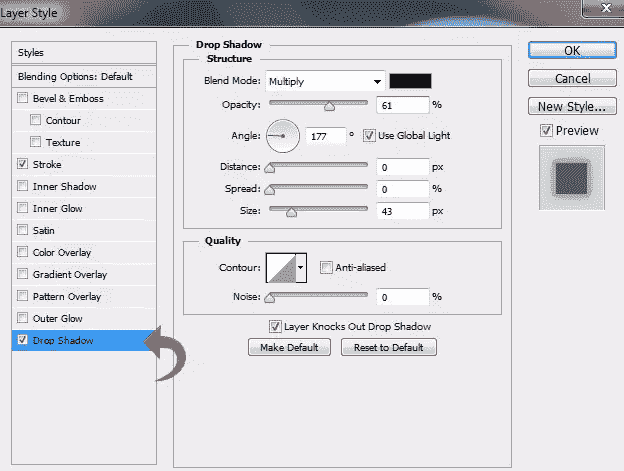 Layer Style
x
Styles
Blending Options: Default
Bevel & Emboss
Contour
Texture
Stroke
Inner Shadow
Inner Glow
Satin
Color Overlay
Gradient Overlay
Pattern Overlay
Outer Glow
Drop Shadow
Drop Shadow
Structure
Blend Mode: Multiply
Opacity: 61 %
Angle: 177 ° Use Global Light
Distance: 0 px
Spread: 0 %
Size: 43 px
Quality
Contour: Anti-aliased
Noise: 0 %
Layer Knocks Out Drop Shadow
Make Default Reset to Default
OK
Cancel
New Style...
Preview